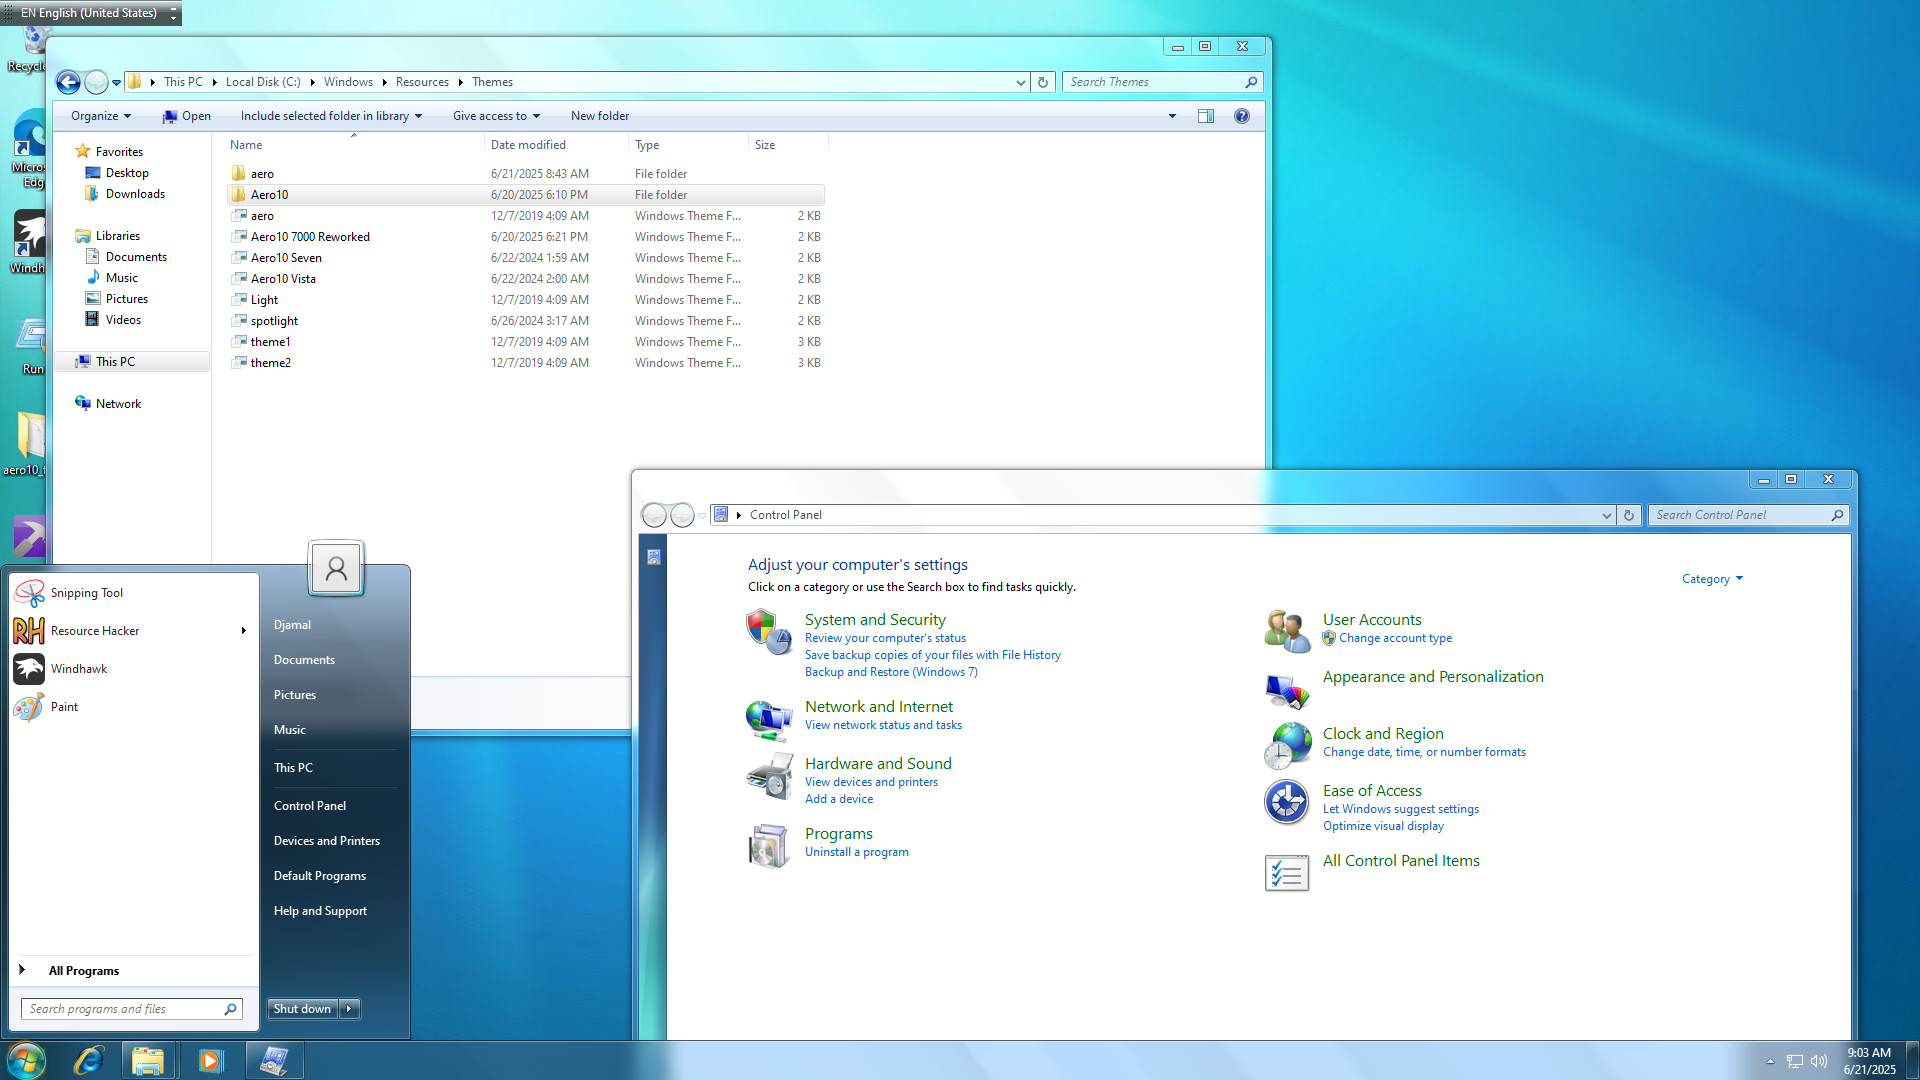 EN English (United States)
Recycle
This PC
Local Disk (C:)
Windows
Resources
Themes
Search Themes
Organize
Open
Include selected folder in library
Give access to
New folder
Favorites
Desktop
Downloads
Libraries
Documents
Music
Pictures
Videos
This PC
Network
Name Date modified Type Size
aero 6/21/2025 8:43 AM File folder
Aero10 6/20/2025 6:10 PM File folder
aero 12/7/2019 4:09 AM Windows Theme F... 2 KB
Aero10 7000 Reworked 6/20/2025 6:21 PM Windows Theme F... 2 KB
Aero10 Seven 6/22/2024 1:59 AM Windows Theme F... 2 KB
Aero10 Vista 6/22/2024 2:00 AM Windows Theme F... 2 KB
Light 12/7/2019 4:09 AM Windows Theme F... 2 KB
spotlight 6/26/2024 3:17 AM Windows Theme F... 2 KB
theme1 12/7/2019 4:09 AM Windows Theme F... 3 KB
theme2 12/7/2019 4:09 AM Windows Theme F... 3 KB
Edg
Windh
Run
aero10_
Control Panel
Search Control Panel
Adjust your computer's settings
Click on a category or use the Search box to find tasks quickly.
Category
System and Security
Review your computer's status
Save backup copies of your files with File History
Backup and Restore (Windows 7)
Network and Internet
View network status and tasks
Hardware and Sound
View devices and printers
Add a device
Programs
Uninstall a program
User Accounts
Change account type
Appearance and Personalization
Clock and Region
Change date, time, or number formats
Ease of Access
Let Windows suggest settings
Optimize visual display
All Control Panel Items
Snipping Tool
RH
Resource Hacker
Windhawk
Paint
All Programs
Search programs and files
Djamal
Documents
Pictures
Music
This PC
Control Panel
Devices and Printers
Default Programs
Help and Support
Shut down
9:03 AM
6/21/2025